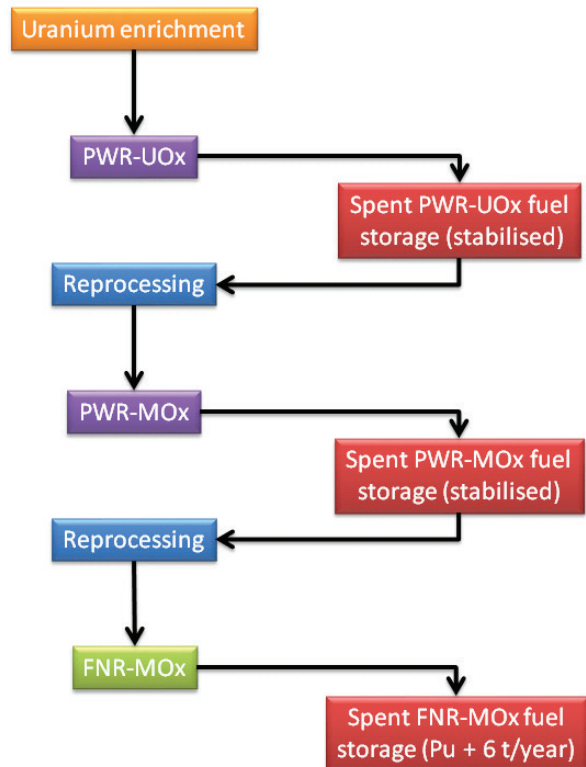 Uranium enrichment
PWR-UOx
Spent PWR-UOx fuel
storage (stabilised)
Reprocessing
PWR-MOx
Spent PWR-MOx fuel
storage (stabilised)
Reprocessing
FNR-MOx
Spent FNR-MOx fuel
storage (Pu + 6 t/year)